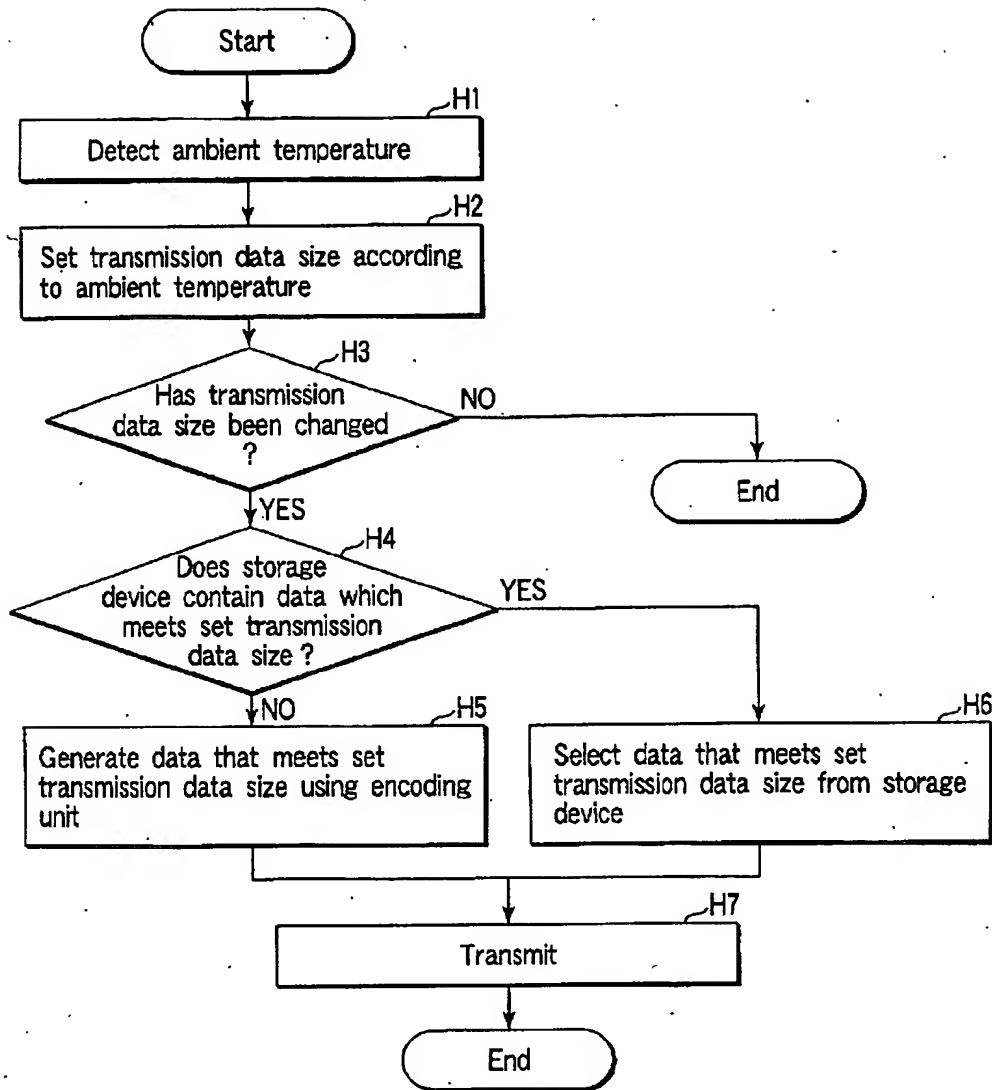 Start
H1
Detect ambient temperature
H2
Set transmission data size according
to ambient temperature
H3
Has transmission
data size been changed
?
NO
End
YES
H4
Does storage
device contain data which
meets set transmission
data size ?
YES
NO
H5
Generate data that meets set
transmission data size using encoding
unit
H6
Select data that meets set
transmission data size from storage
device
H7
Transmit
End